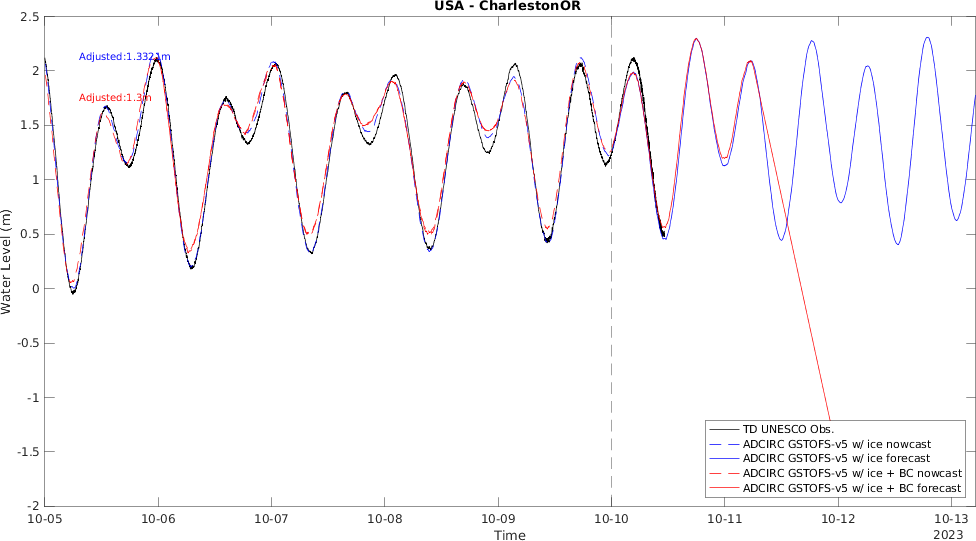 USA - CharlestonOR
2.5
2
1.5
1
0.5
0
-0.5
-1
-1.5
-2
Water Level (m)
Adjusted:1.3321m
Adjusted:1.3m
TD UNESCO Obs.
ADCIRC GSTOFS-v5 w/ ice nowcast
ADCIRC GSTOFS-v5 w/ ice forecast
ADCIRC GSTOFS-v5 w/ ice + BC nowcast
ADCIRC GSTOFS-v5 w/ ice + BC forecast
10-05 10-06 10-07 10-08 10-09 10-10 10-11 10-12 10-13
Time
2023